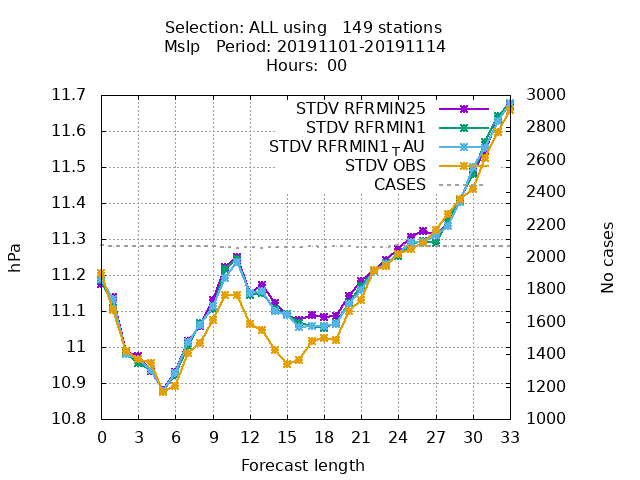 Selection: ALL using   149 stations
Mslp   Period: 20191101-20191114
Hours:  00
11.7
11.6
11.5
11.4
11.3
11.2
11.1
11
10.9
10.8
hPa
STDV RFRMIN25
STDV RFRMIN1
STDV RFRMIN1┬AU
STDV OBS
CASES
3000
2800
2600
2400
2200
2000
1800
1600
1400
1200
1000
No cases
0 3 6 9 12 15 18 21 24 27 30 33
Forecast length